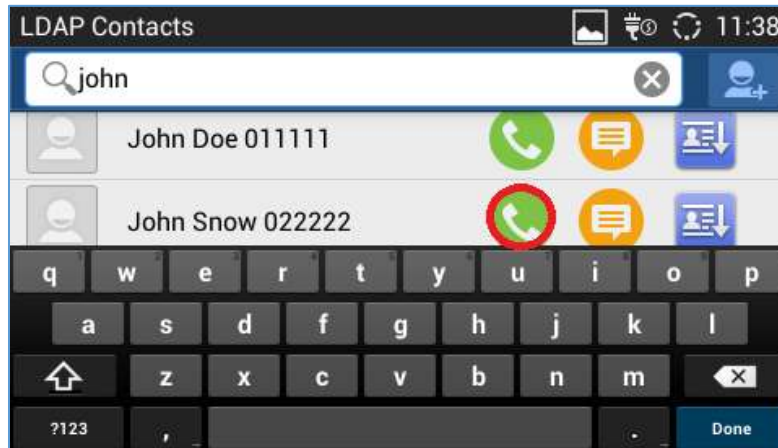 LDAP Contacts 11:38
john
John Doe 011111
John Snow 022222
q w e r t y u i o p
a s d f g h j k l
z x c v b n m
?123 , . Done